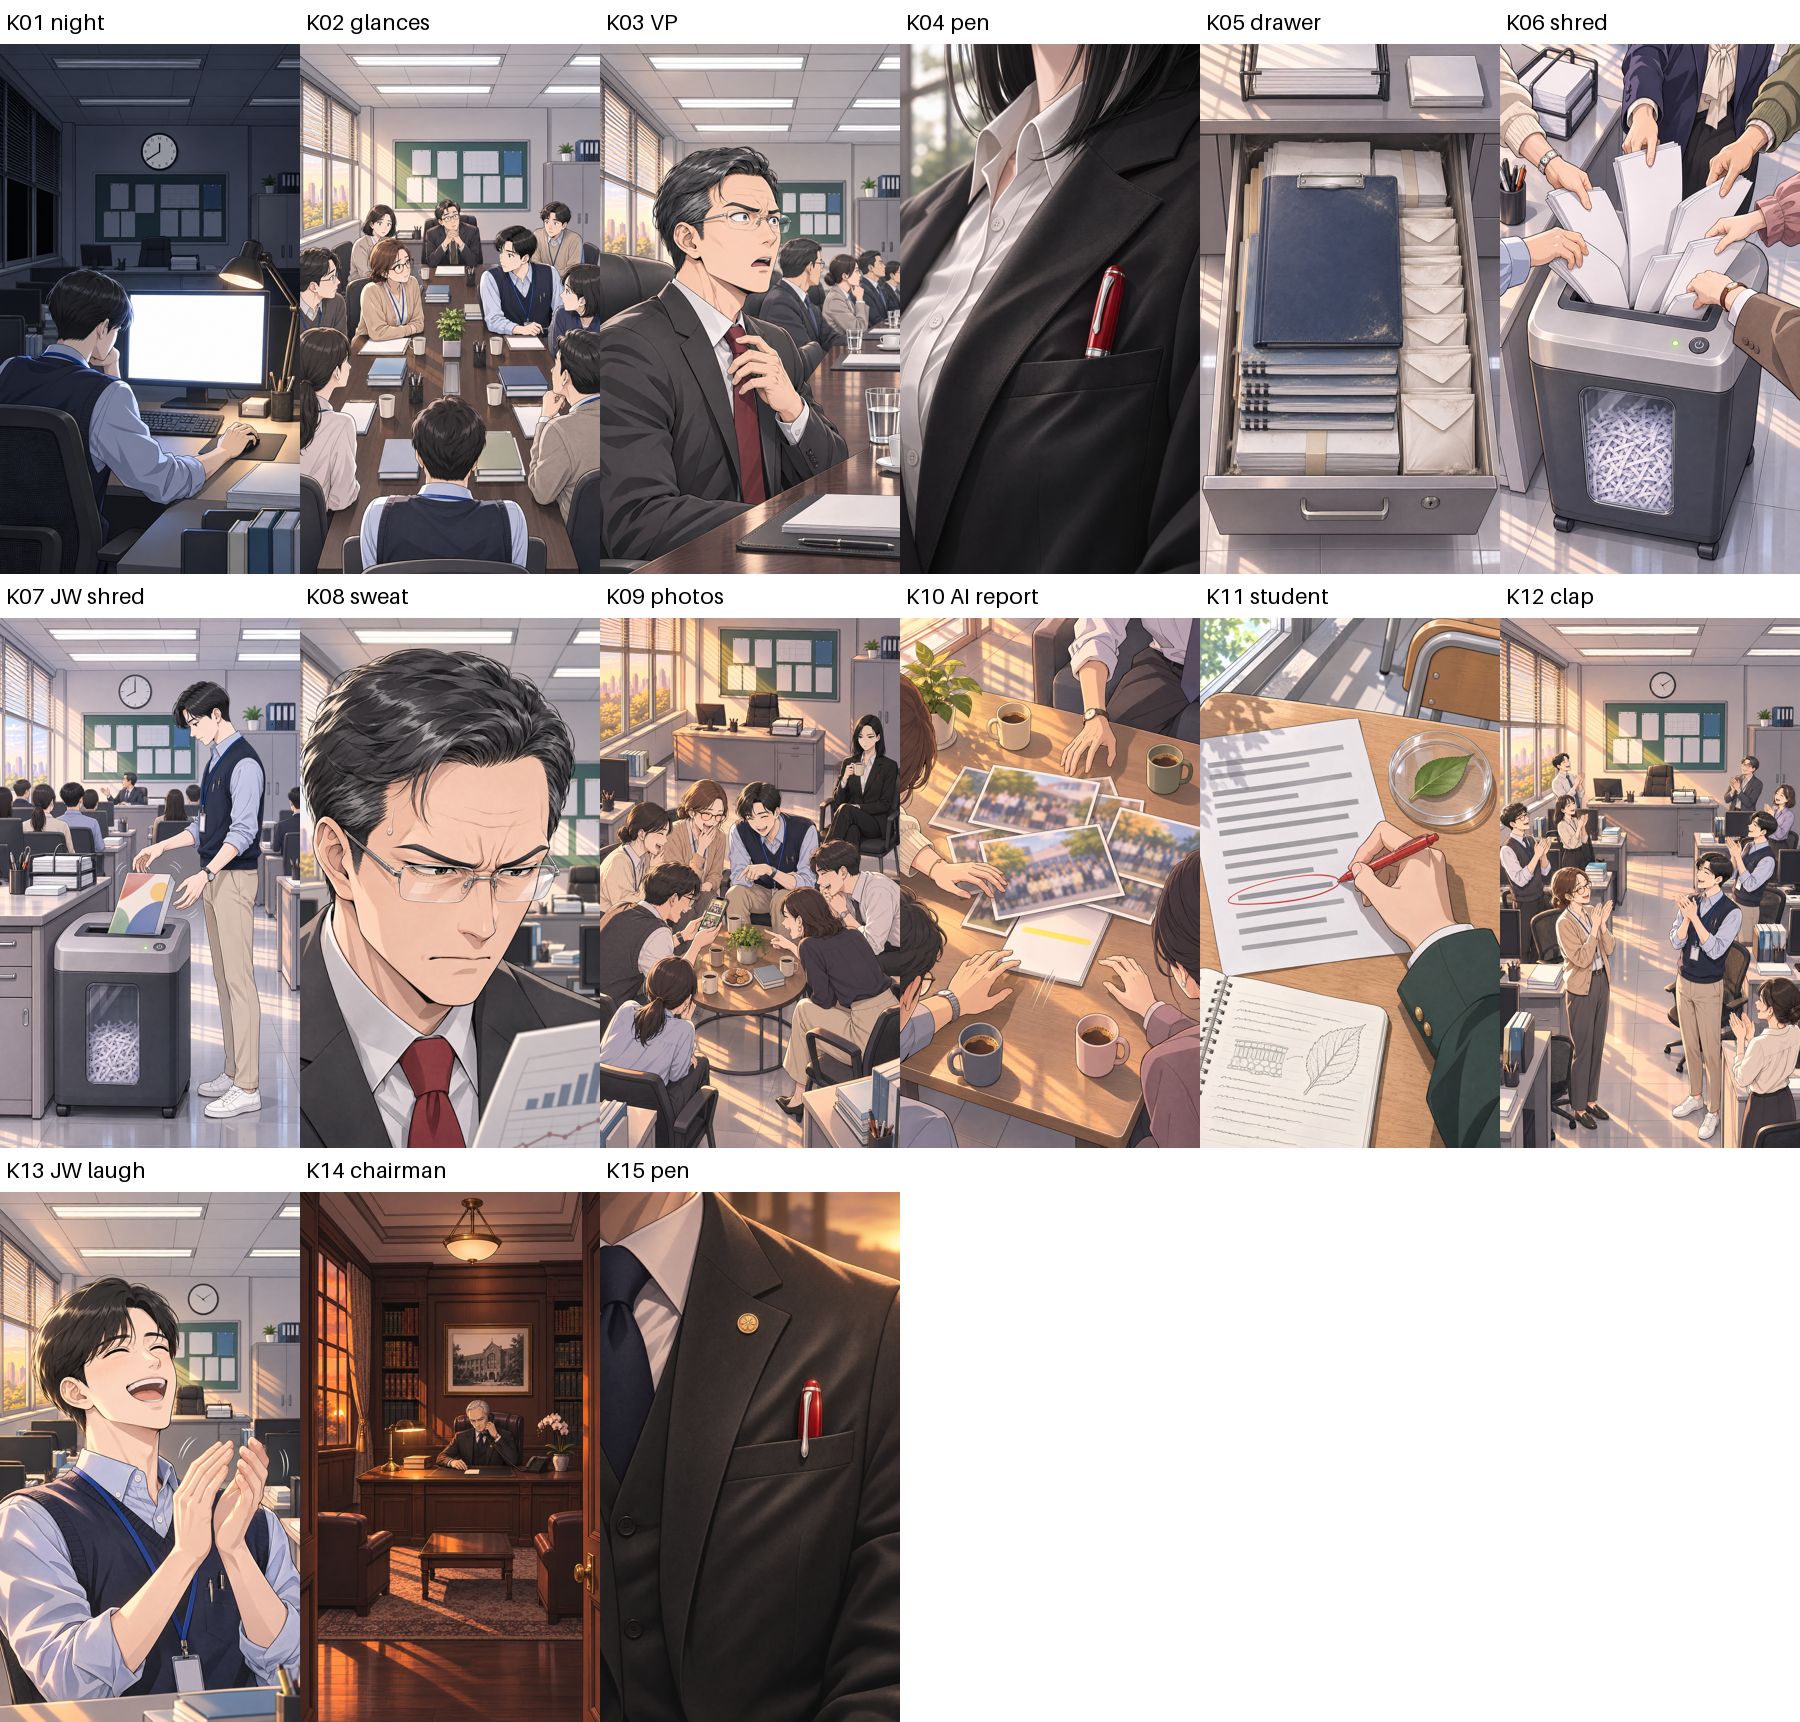 K01 night
K02 glances
K03 VP
K04 pen
K05 drawer
K06 shred
K07 JW shred
K08 sweat
K09 photos
K10 AI report
K11 student
K12 clap
K13 JW laugh
K14 chairman
K15 pen